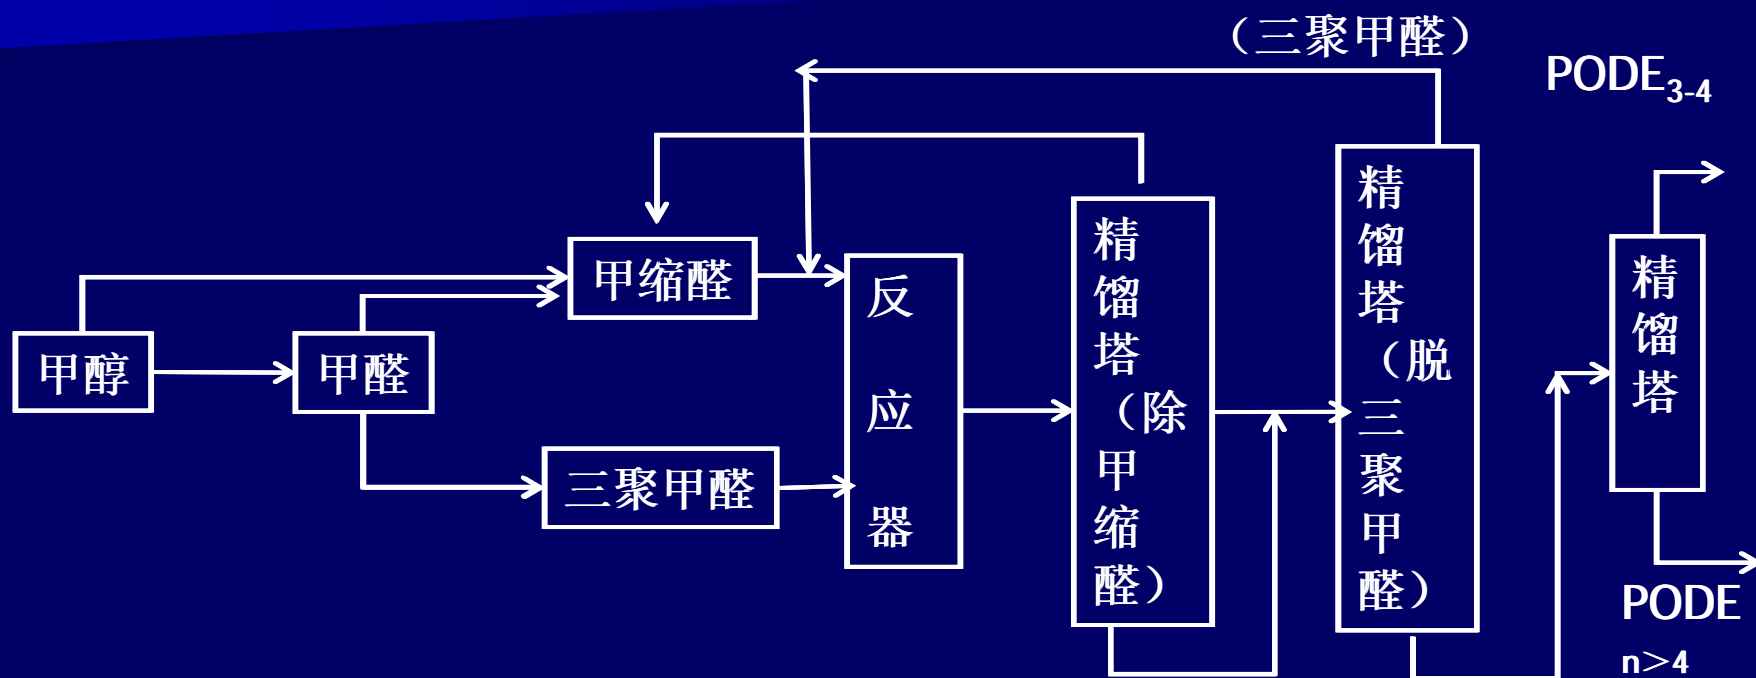 （三聚甲醛）
PODE3-4
甲醇
甲醛
甲缩醛
三聚甲醛
反
应
器
精
馏
塔
（除
甲
缩
醛）
精
馏
塔
（脱
三
聚
甲
醛）
精
馏
塔
PODE
n>4